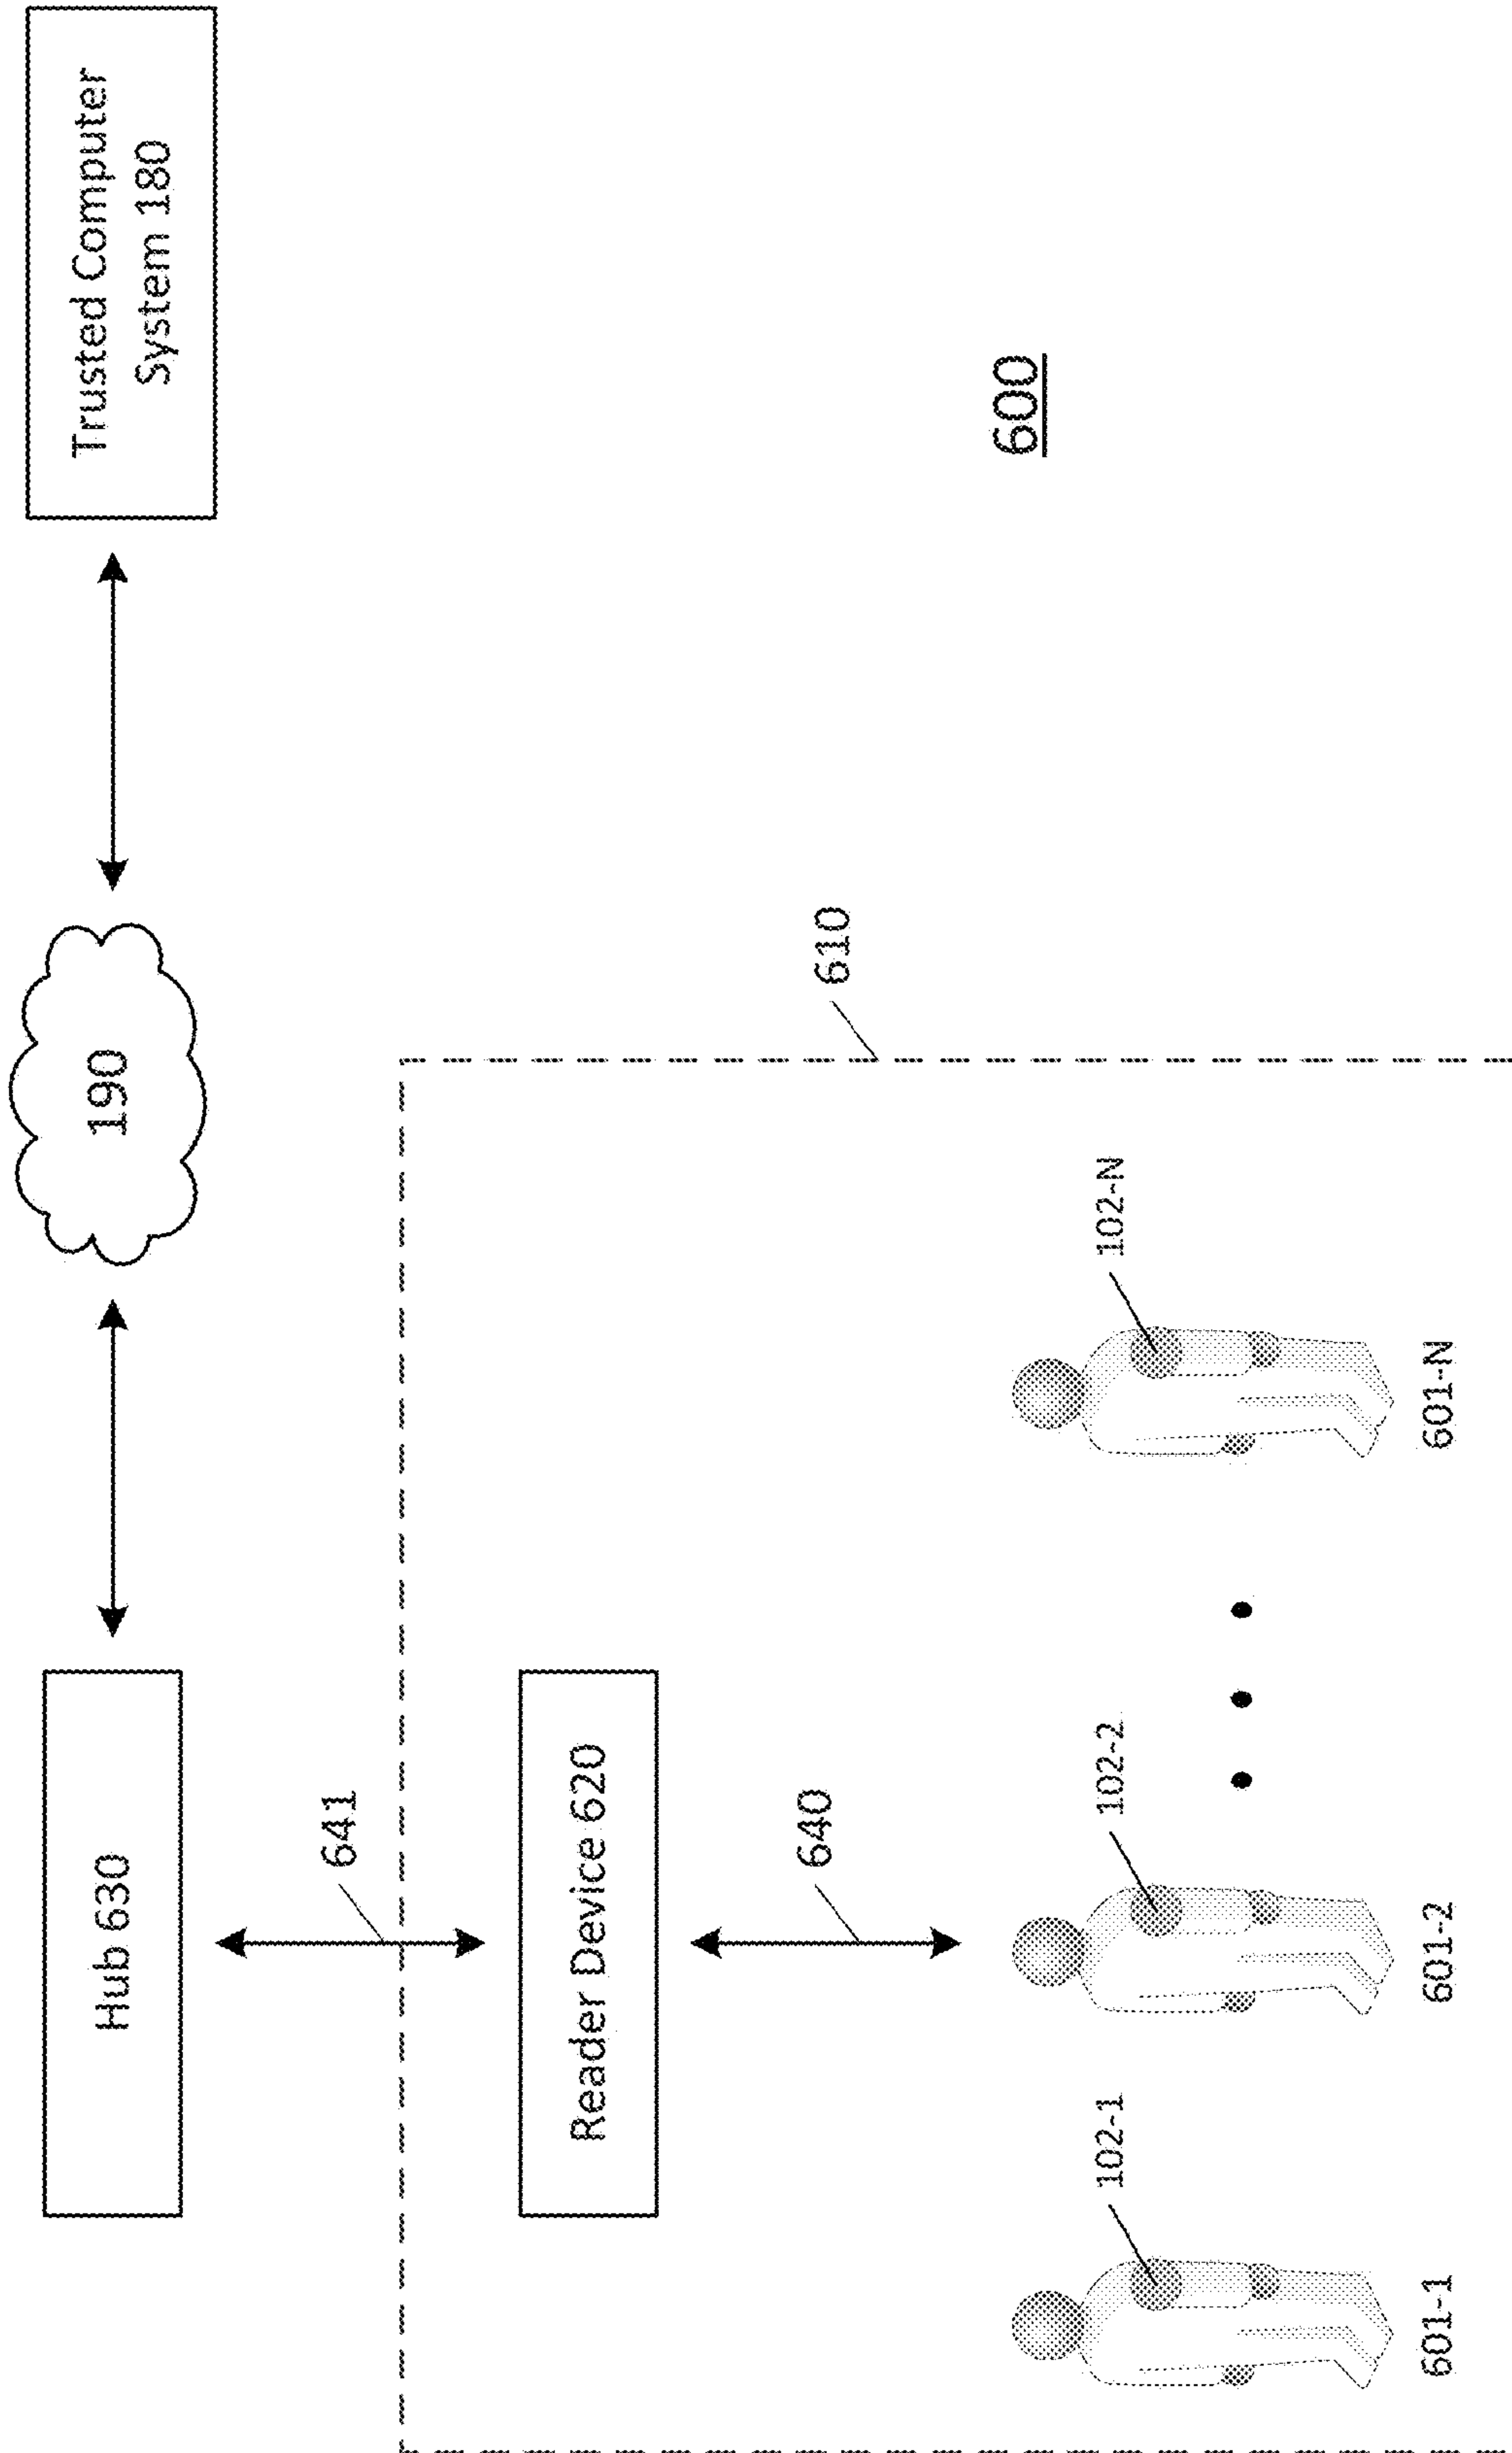 Hub 630
190
Trusted Computer
System 180
641
Reader Device 620
640
610
600
102-1
102-2
102-N
601-1
601-2
601-N